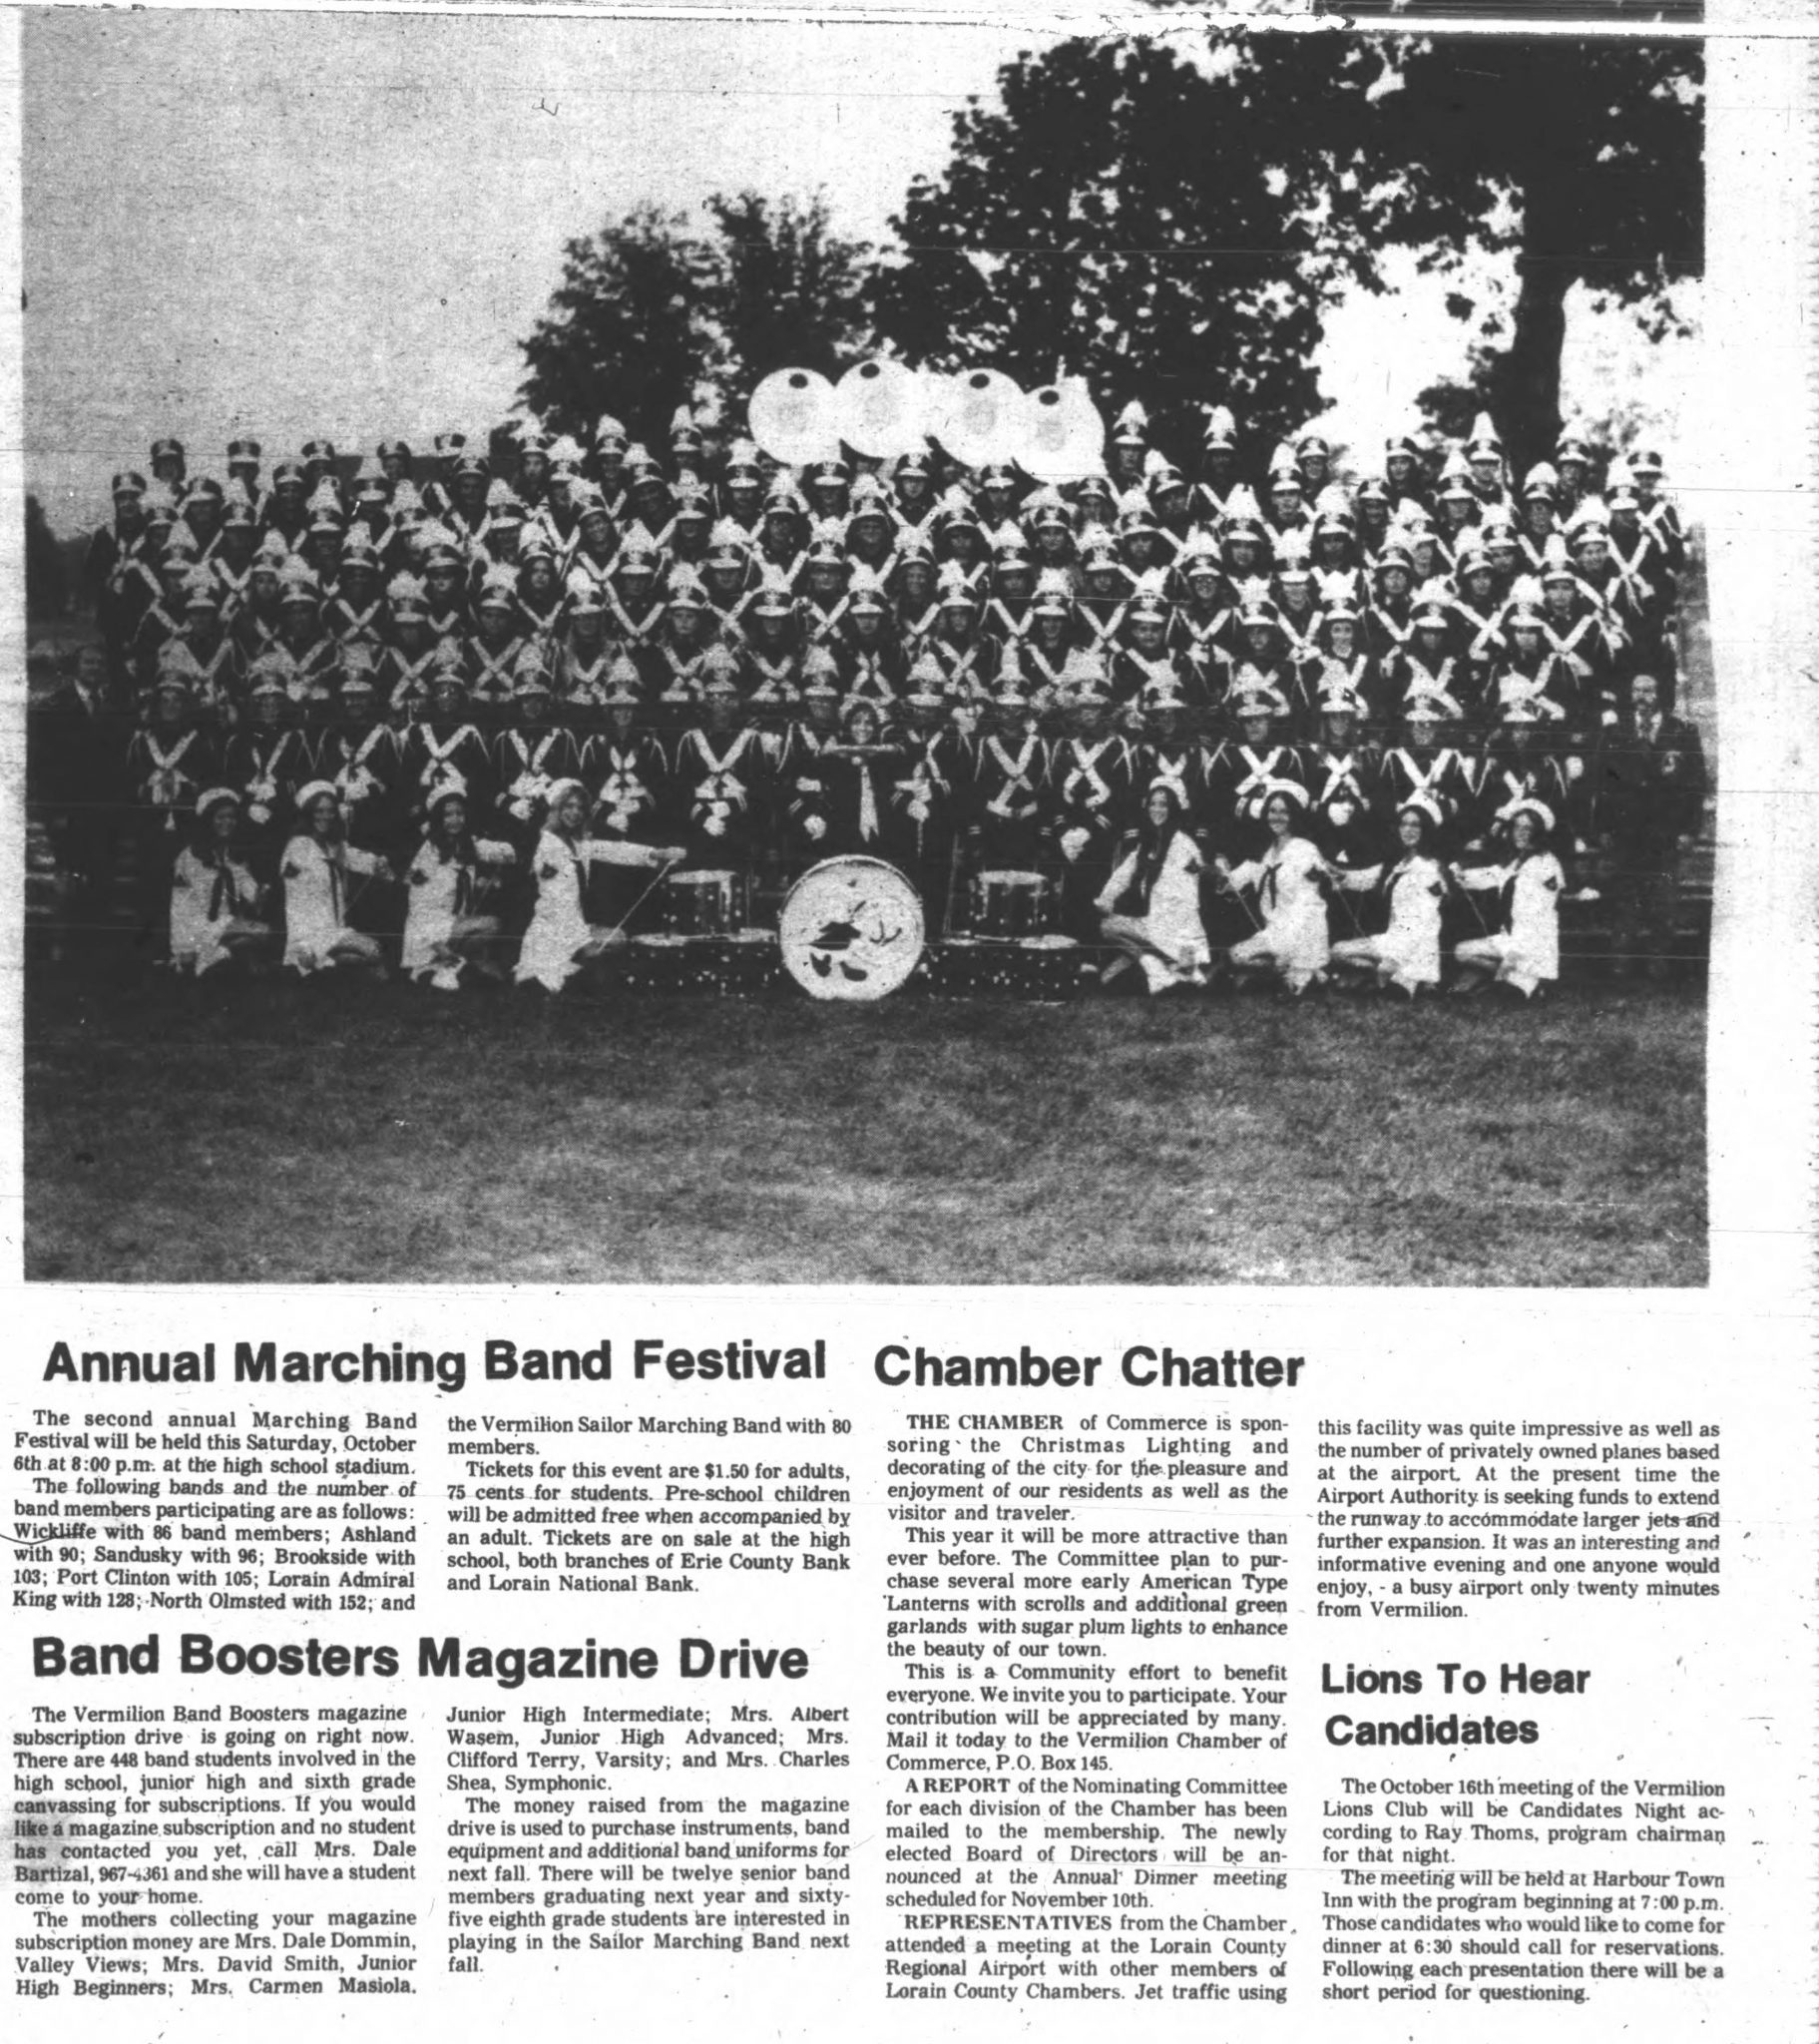 Annual Marching Band Festival
The second annual Marching Band
Festival will be held this Saturday, October
6th at 8:00 p.m. at the high school stadium.
The following bands and the number of
band members participating are as follows:
Wickliffe with 86 band members; Ashland
with 90; Sandusky with 96; Brookside with
103; Port Clinton with 105; Lorain Admiral
King with 128; North Olmsted with 152; and
the Vermilion Sailor Marching Band with 80
members.
Tickets for this event are $1.50 for adults,
75 cents for students. Pre-school children
will be admitted free when accompanied by
an adult. Tickets are on sale at the high
school, both branches of Erie County Bank
and Lorain National Bank.
Band Boosters Magazine Drive
The Vermilion Band Boosters magazine
subscription drive is going on right now.
There are 448 band students involved in the
high school, junior high and sixth grade
canvassing for subscriptions. If you would
like a magazine subscription and no student
has contacted you yet, call Mrs. Dale
Bartizal, 967-4361 and she will have a student
come to your home.
The mothers collecting your magazine
subscription money are Mrs. Dale Dommin,
Valley Views; Mrs. David Smith, Junior
High Beginners; Mrs. Carmen Masiola.
Junior High Intermediate; Mrs. Albert
Wasem, Junior High Advanced; Mrs.
Clifford Terry, Varsity; and Mrs. Charles
Shea, Symphonic.
The money raised from the magazine
drive is used to purchase instruments, band
equipment and additional band uniforms for
next fall. There will be twelve senior band
members graduating next year and sixty-
five eighth grade students are interested in
playing in the Sailor Marching Band next
fall.
Chamber Chatter
THE CHAMBER of Commerce is spon-
soring the Christmas Lighting and
decorating of the city for the pleasure and
enjoyment of our residents as well as the
visitor and traveler.
This year it will be more attractive than
ever before. The Committee plan to pur-
chase several more early American Type
Lanterns with scrolls and additional green
garlands with sugar plum lights to enhance
the beauty of our town.
This is a Community effort to benefit
everyone. We invite you to participate. Your
contribution will be appreciated by many.
Mail it today to the Vermilion Chamber of
Commerce, P.O. Box 145.
A REPORT of the Nominating Committee
for each division of the Chamber has been
mailed to the membership. The newly
elected Board of Directors will be an-
nounced at the Annual Dinner meeting
scheduled for November 10th.
REPRESENTATIVES from the Chamber
attended a meeting at the Lorain County
Regional Airport with other members of
Lorain County Chambers. Jet traffic using
this facility was quite impressive as well as
the number of privately owned planes based
at the airport. At the present time the
Airport Authority is seeking funds to extend
the runway to accommodate larger jets and
further expansion. It was an interesting and
informative evening and one anyone would
enjoy, - a busy airport only twenty minutes
from Vermilion.
Lions To Hear
Candidates
The October 16th meeting of the Vermilion
Lions Club will be Candidates Night ac-
cording to Ray Thoms, program chairman
for that night.
The meeting will be held at Harbour Town
Inn with the program beginning at 7:00 p.m.
Those candidates who would like to come for
dinner at 6:30 should call for reservations.
Following each presentation there will be a
short period for questioning.